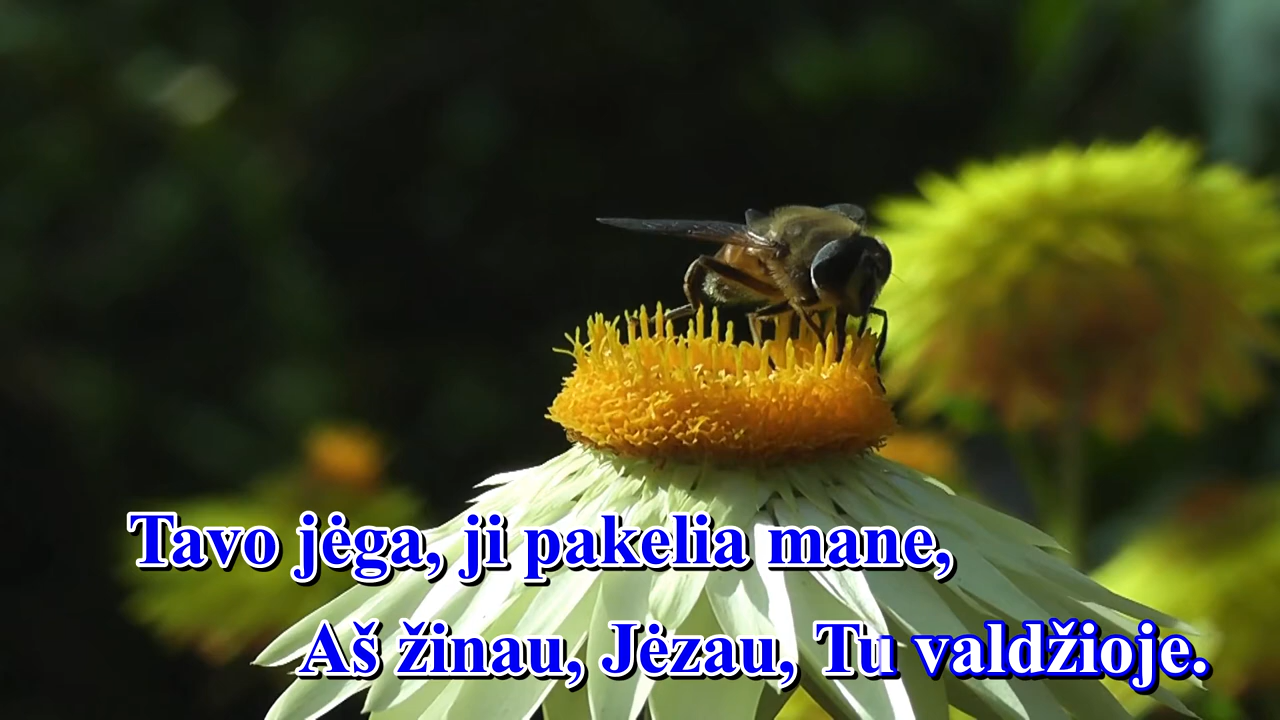 Tavo jėga, ji pakelia mane,
Aš žinau, Jėzau, Tu valdžioje.